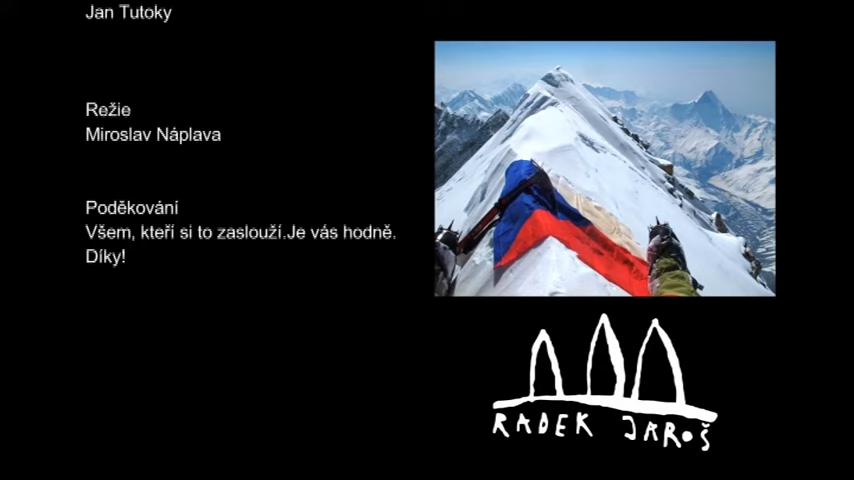 Jan Tutoky
Režie
Miroslav Náplava
Poděkování
Všem, kteří si to zaslouží.Je vás hodně.
Díky!
RADEK JAROŠ